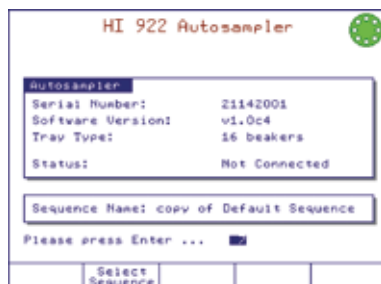 HI 922 Autosampler
Autosampler
Serial Number: 21142001
Software Version: v1.0c4
Tray Type: 16 beakers
Status: Not Connected
Sequence Name: copy of Default Sequence
Please press Enter ...
Select
Sequence